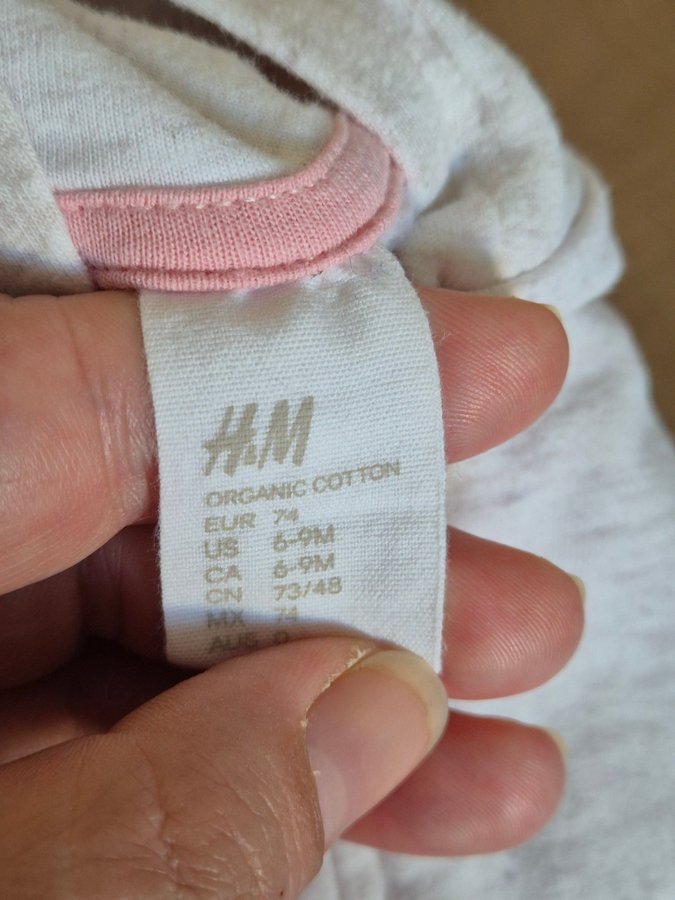 H&M
ORGANIC COTTON
EUR 74
US 6-9M
CA 6-9M
CN 73/48
MX 74
AUS 0